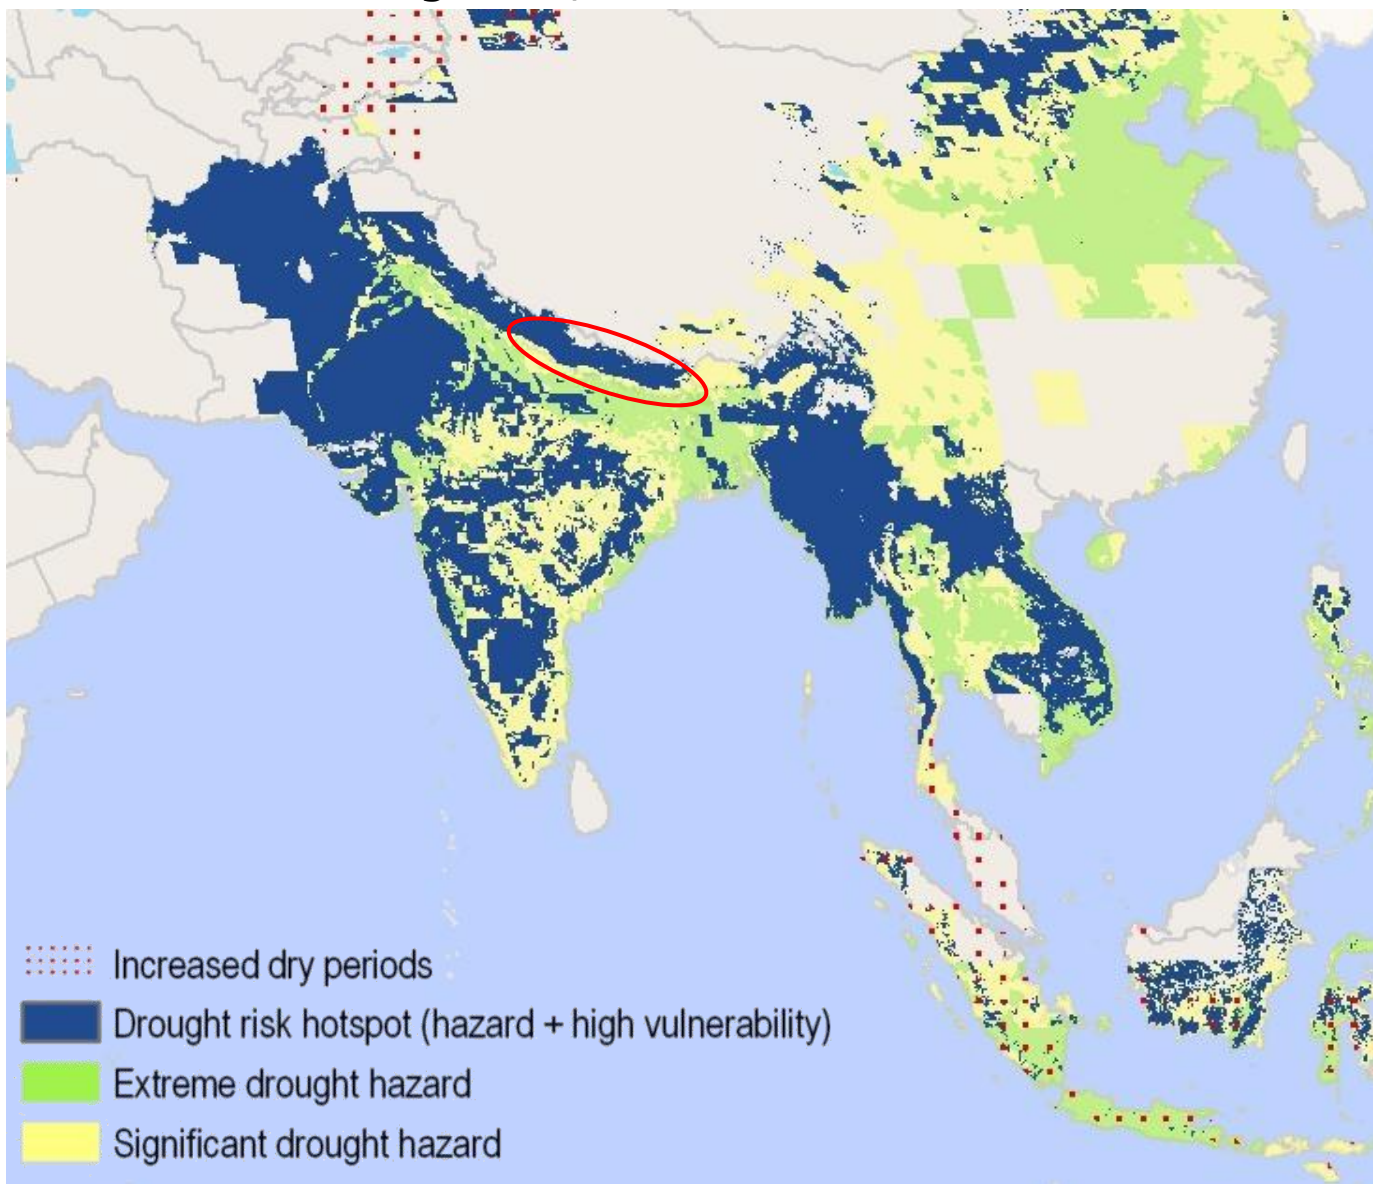 Increased dry periods
Drought risk hotspot (hazard + high vulnerability)
Extreme drought hazard
Significant drought hazard